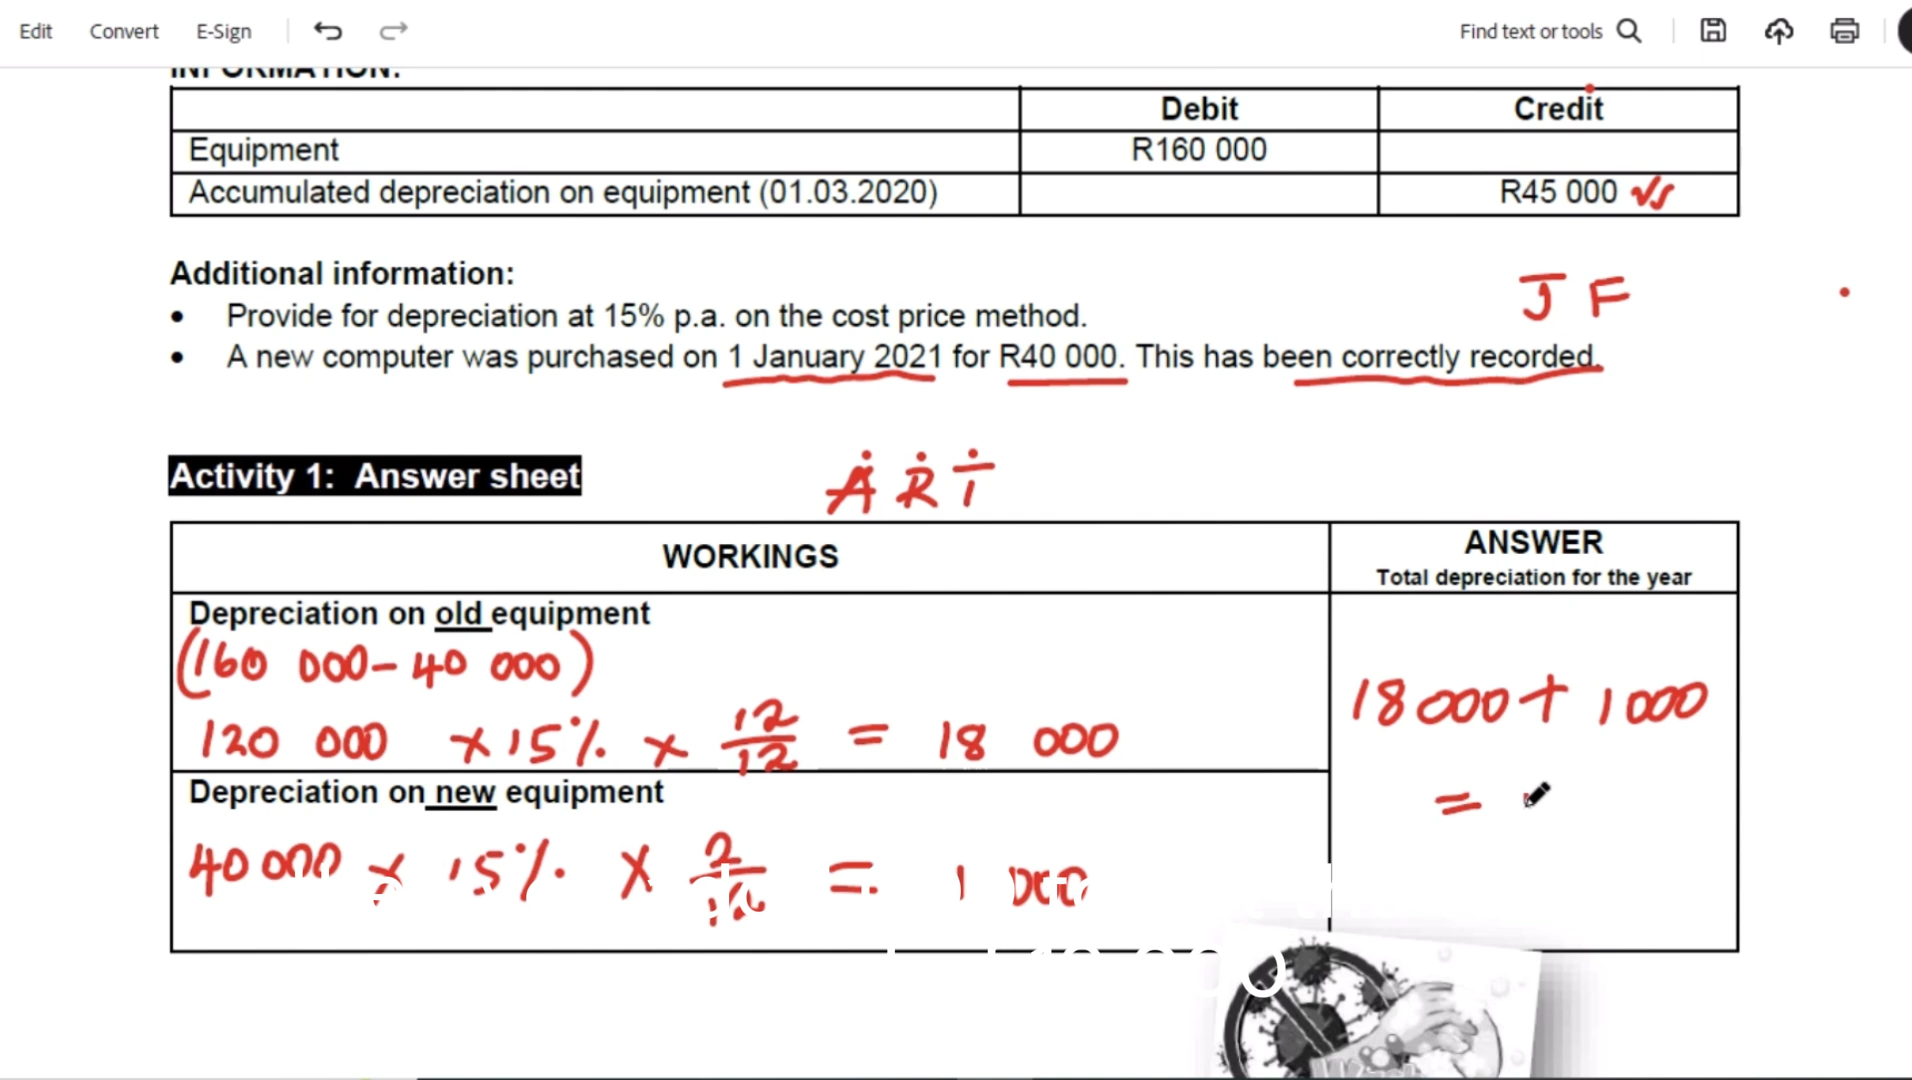 Edit Convert E-Sign Find text or tools
INFORMATION:
Debit Credit
Equipment R160 000
Accumulated depreciation on equipment (01.03.2020) R45 000
Additional information:
J F
• Provide for depreciation at 15% p.a. on the cost price method.
• A new computer was purchased on 1 January 2021 for R40 000. This has been correctly recorded.
Activity 1: Answer sheet
A R T
WORKINGS
ANSWER
Total depreciation for the year
Depreciation on old equipment
(160 000 - 40 000)
120 000 × 15% × 12/12 = 18 000
Depreciation on new equipment
40 000 × 15% × 2/12 = 1 000
18 000 + 1 000
=